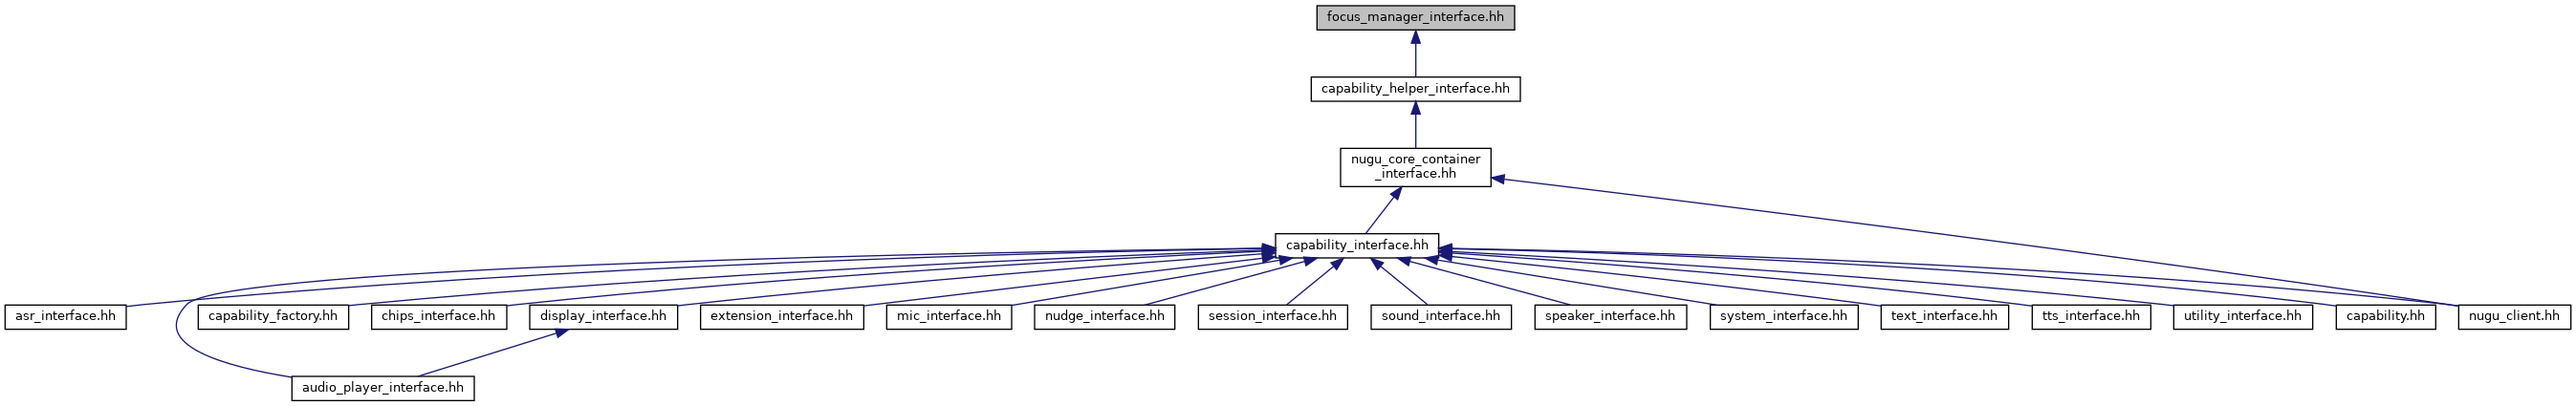 focus_manager_interface.hh
capability_helper_interface.hh
nugu_core_container
_interface.hh
capability_interface.hh
asr_interface.hh
capability_factory.hh
chips_interface.hh
display_interface.hh
extension_interface.hh
mic_interface.hh
nudge_interface.hh
session_interface.hh
sound_interface.hh
speaker_interface.hh
system_interface.hh
text_interface.hh
tts_interface.hh
utility_interface.hh
capability.hh
nugu_client.hh
audio_player_interface.hh